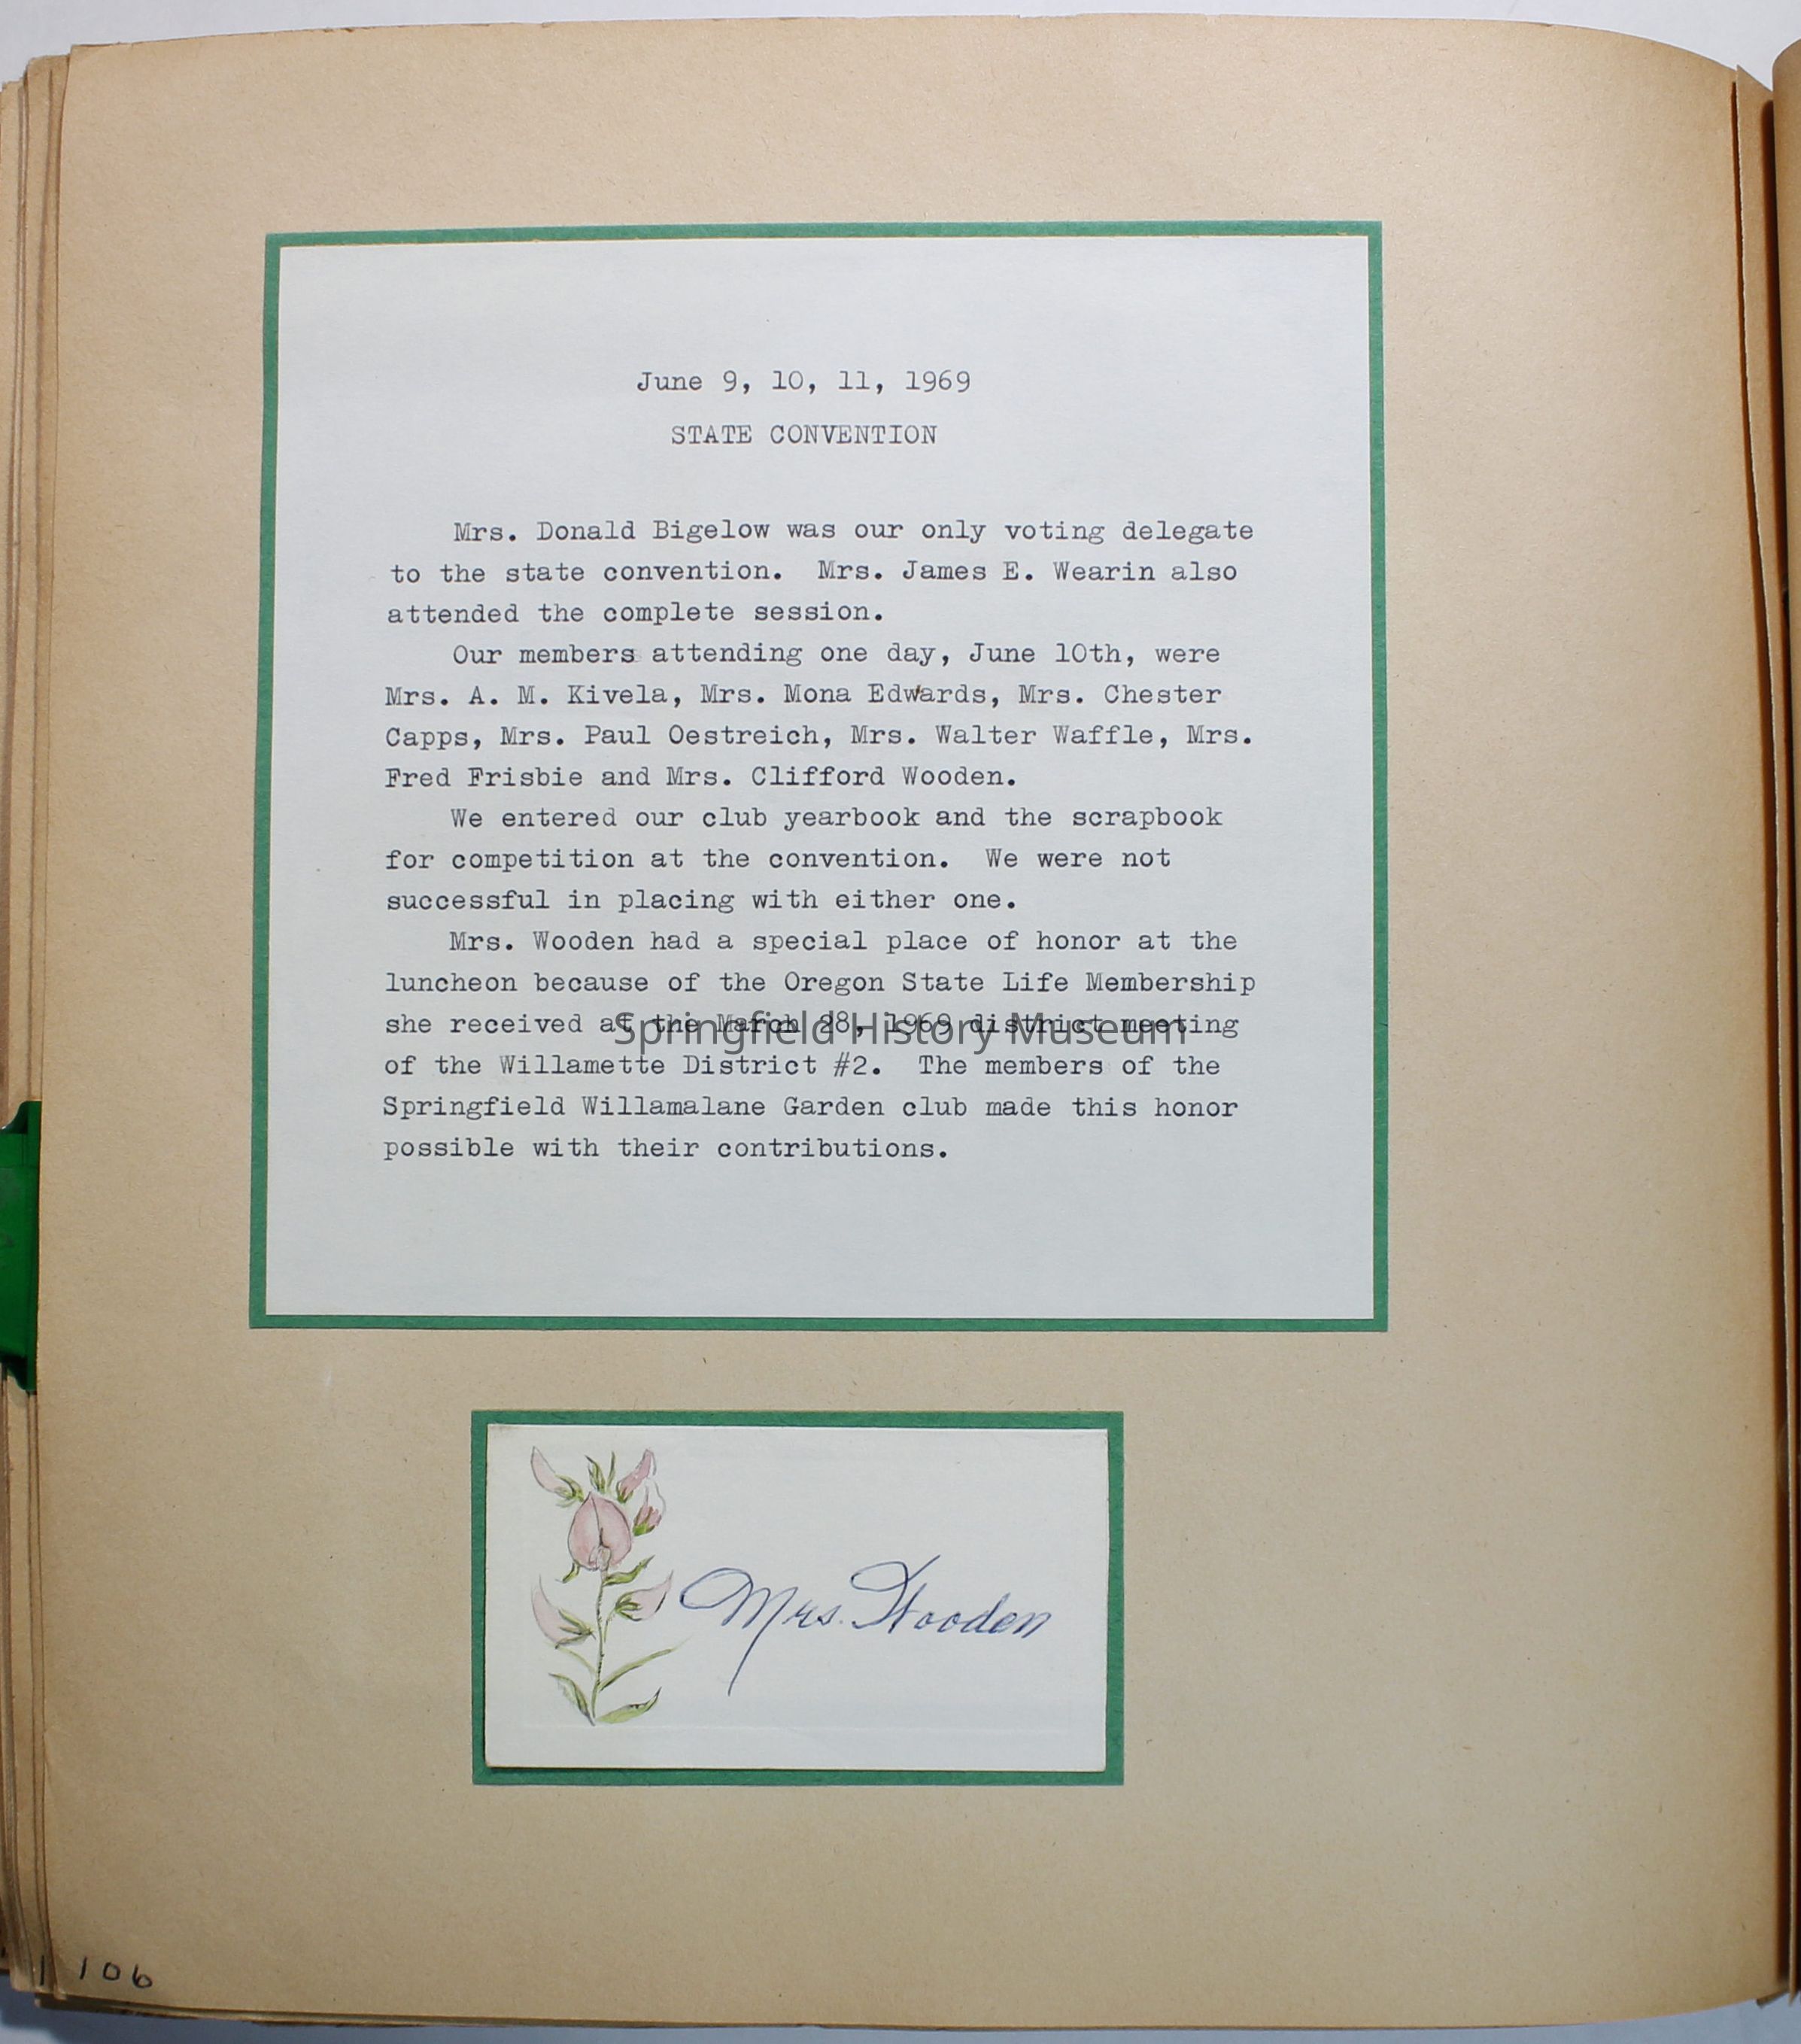 June 9, 10, 11, 1969
STATE CONVENTION
Mrs. Donald Bigelow was our only voting delegate
to the state convention.  Mrs. James E. Wearin also
attended the complete session.
Our members attending one day, June 10th, were
Mrs. A. M. Kivela, Mrs. Mona Edwards, Mrs. Chester
Capps, Mrs. Paul Oestreich, Mrs. Walter Waffle, Mrs.
Fred Frisbie and Mrs. Clifford Wooden.
We entered our club yearbook and the scrapbook
for competition at the convention.  We were not
successful in placing with either one.
Mrs. Wooden had a special place of honor at the
luncheon because of the Oregon State Life Membership
she received at the March 28, 1969 district meeting
Springfield History Museum
of the Willamette District #2.  The members of the
Springfield Willamalane Garden club made this honor
possible with their contributions.
Mrs. Wooden
106